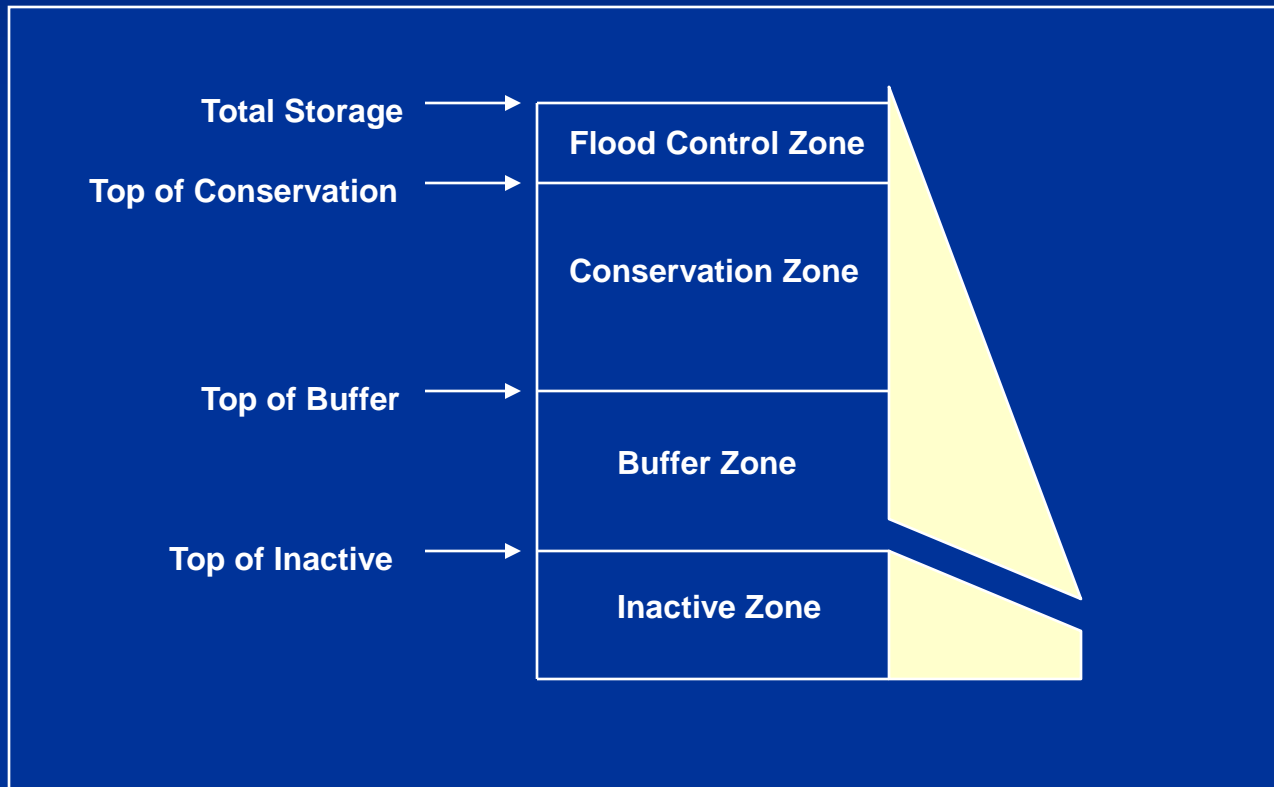 Total Storage
Flood Control Zone
Top of Conservation
Conservation Zone
Top of Buffer
Buffer Zone
Top of Inactive
Inactive Zone